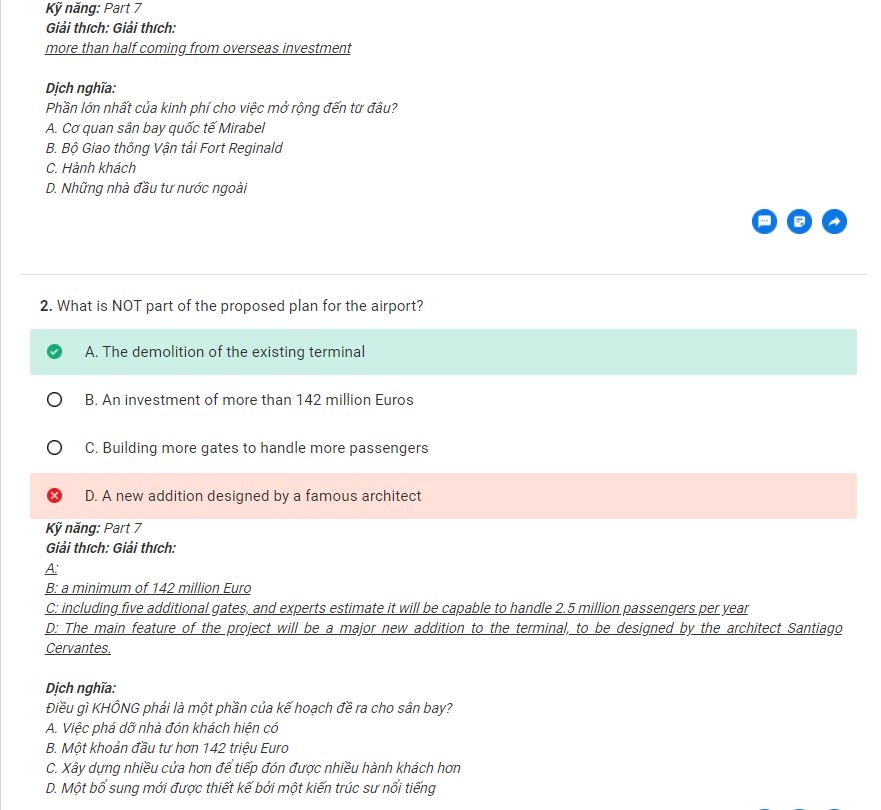 Kỹ năng: Part 7
Giải thích: Giải thích:
more than half coming from overseas investment
Dịch nghĩa:
Phần lớn nhất của kinh phí cho việc mở rộng đến từ đâu?
A. Cơ quan sân bay quốc tế Mirabel
B. Bộ Giao thông Vận tải Fort Reginald
C. Hành khách
D. Những nhà đầu tư nước ngoài
2. What is NOT part of the proposed plan for the airport?
A. The demolition of the existing terminal
B. An investment of more than 142 million Euros
C. Building more gates to handle more passengers
D. A new addition designed by a famous architect
Kỹ năng: Part 7
Giải thích: Giải thích:
A:
B: a minimum of 142 million Euro
C: including five additional gates, and experts estimate it will be capable to handle 2.5 million passengers per year
D: The main feature of the project will be a major new addition to the terminal, to be designed by the architect Santiago
Cervantes.
Dịch nghĩa:
Điều gì KHÔNG phải là một phần của kế hoạch đề ra cho sân bay?
A. Việc phá dỡ nhà đón khách hiện có
B. Một khoản đầu tư hơn 142 triệu Euro
C. Xây dựng nhiều cửa hơn để tiếp đón được nhiều hành khách hơn
D. Một bổ sung mới được thiết kế bởi một kiến trúc sư nổi tiếng